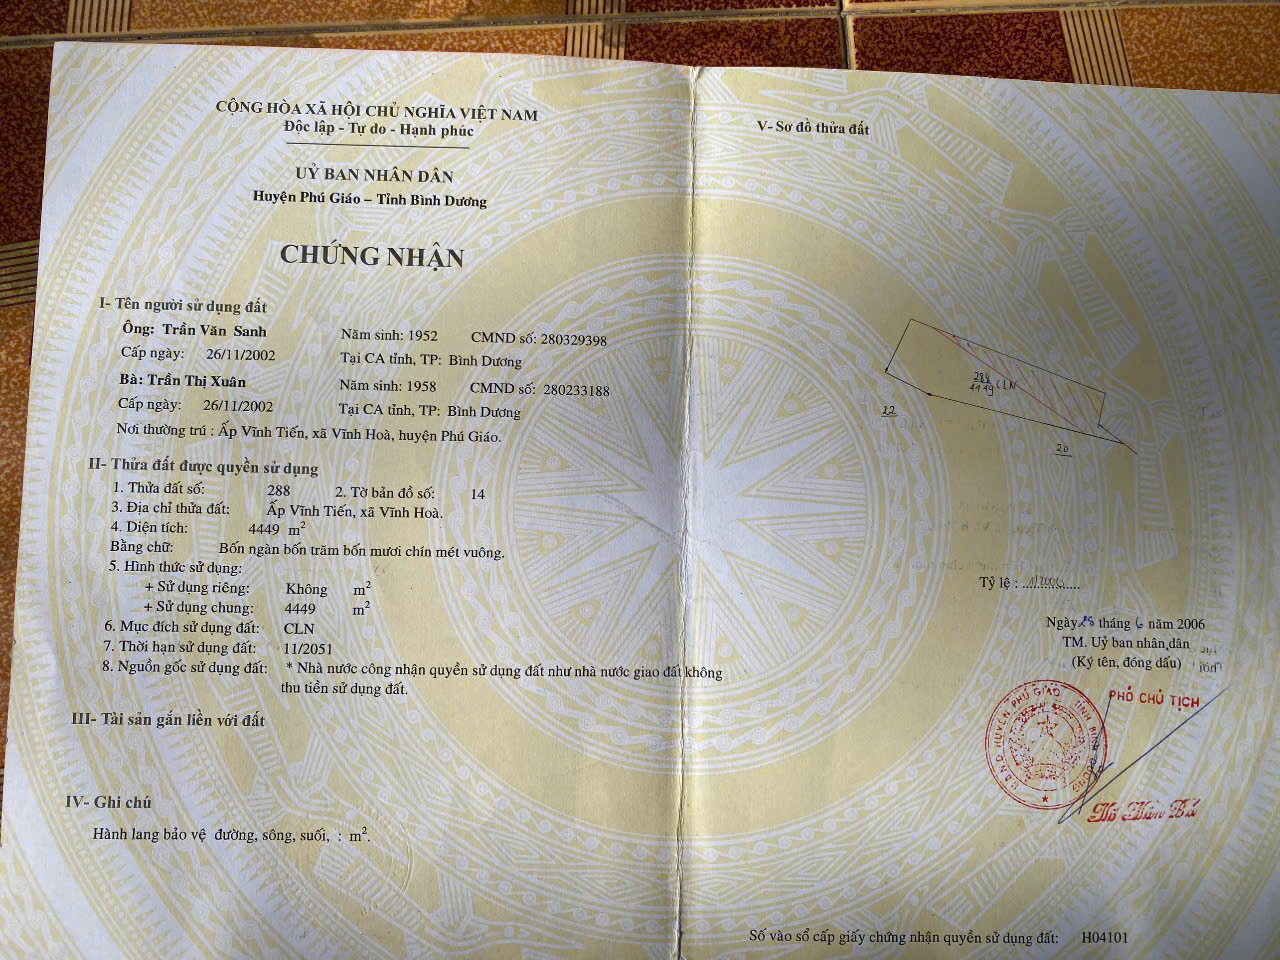 CỘNG HÒA XÃ HỘI CHỦ NGHĨA VIỆT NAM
Độc lập - Tự do - Hạnh phúc
UỶ BAN NHÂN DÂN
Huyện Phú Giáo – Tỉnh Bình Dương
CHỨNG NHẬN
I- Tên người sử dụng đất
Ông: Trần Văn Sanh Năm sinh: 1952 CMND số: 280329398
Cấp ngày: 26/11/2002 Tại CA tỉnh, TP: Bình Dương
Bà: Trần Thị Xuân Năm sinh: 1958 CMND số: 280233188
Cấp ngày: 26/11/2002 Tại CA tỉnh, TP: Bình Dương
Nơi thường trú : Ấp Vĩnh Tiến, xã Vĩnh Hoà, huyện Phú Giáo.
II- Thửa đất được quyền sử dụng
1. Thửa đất số: 288 2. Tờ bản đồ số: 14
3. Địa chỉ thửa đất: Ấp Vĩnh Tiến, xã Vĩnh Hoà.
4. Diện tích: 4449 m²
Bằng chữ: Bốn ngàn bốn trăm bốn mươi chín mét vuông.
5. Hình thức sử dụng:
+ Sử dụng riêng: Không m²
+ Sử dụng chung: 4449 m²
6. Mục đích sử dụng đất: CLN
7. Thời hạn sử dụng đất: 11/2051
8. Nguồn gốc sử dụng đất: * Nhà nước công nhận quyền sử dụng đất như nhà nước giao đất không
thu tiền sử dụng đất.
III- Tài sản gắn liền với đất
IV- Ghi chú
Hành lang bảo vệ đường, sông, suối, : m².
V- Sơ đồ thửa đất
4449 CLN
22
20
Tỷ lệ : 1/2000
Ngày 28 tháng 6 năm 2006
TM. Uỷ ban nhân dân
(Ký tên, đóng dấu)
PHÓ CHỦ TỊCH
U.B.N.D HUYỆN PHÚ GIÁO TỈNH BÌNH DƯƠNG
Số vào sổ cấp giấy chứng nhận quyền sử dụng đất: H04101